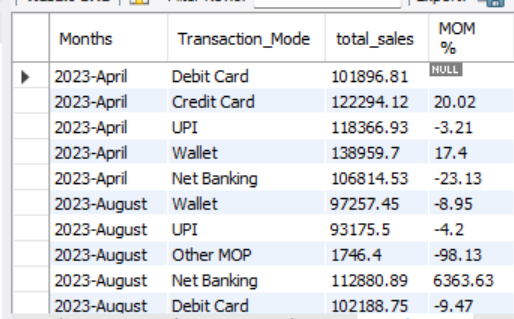 Months Transaction_Mode total_sales MOM %
2023-April Debit Card 101896.81 NULL
2023-April Credit Card 122294.12 20.02
2023-April UPI 118366.93 -3.21
2023-April Wallet 138959.7 17.4
2023-April Net Banking 106814.53 -23.13
2023-August Wallet 97257.45 -8.95
2023-August UPI 93175.5 -4.2
2023-August Other MOP 1746.4 -98.13
2023-August Net Banking 112880.89 6363.63
2023-August Debit Card 102188.75 -9.47